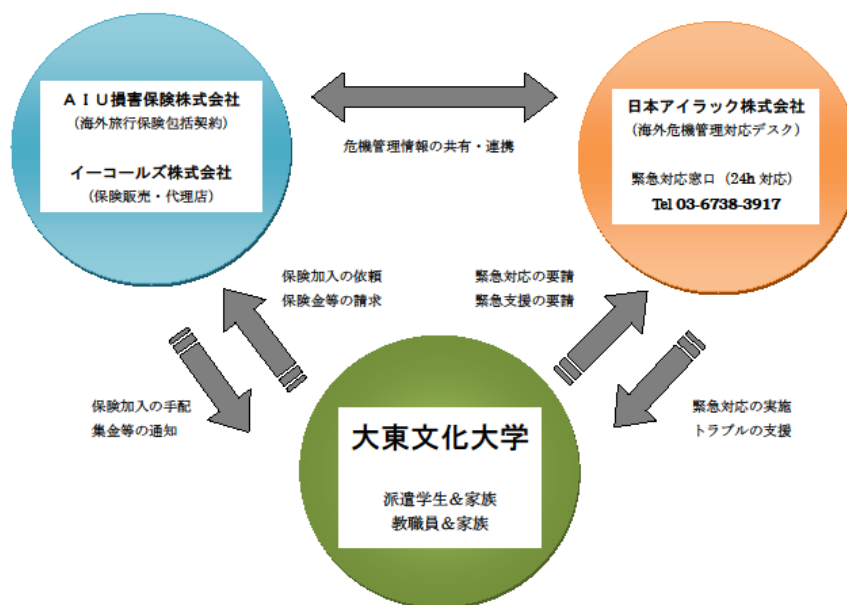 ＡＩＵ損害保険株式会社
（海外旅行保険包括契約）
イーコールズ株式会社
（保険販売・代理店）
危機管理情報の共有・連携
日本アイラック株式会社
（海外危機管理対応デスク）
緊急対応窓口（24h 対応）
Tel 03-6738-3917
保険加入の依頼
保険金等の請求
緊急対応の要請
緊急支援の要請
保険加入の手配
集金等の通知
緊急対応の実施
トラブルの支援
大東文化大学
派遣学生＆家族
教職員＆家族